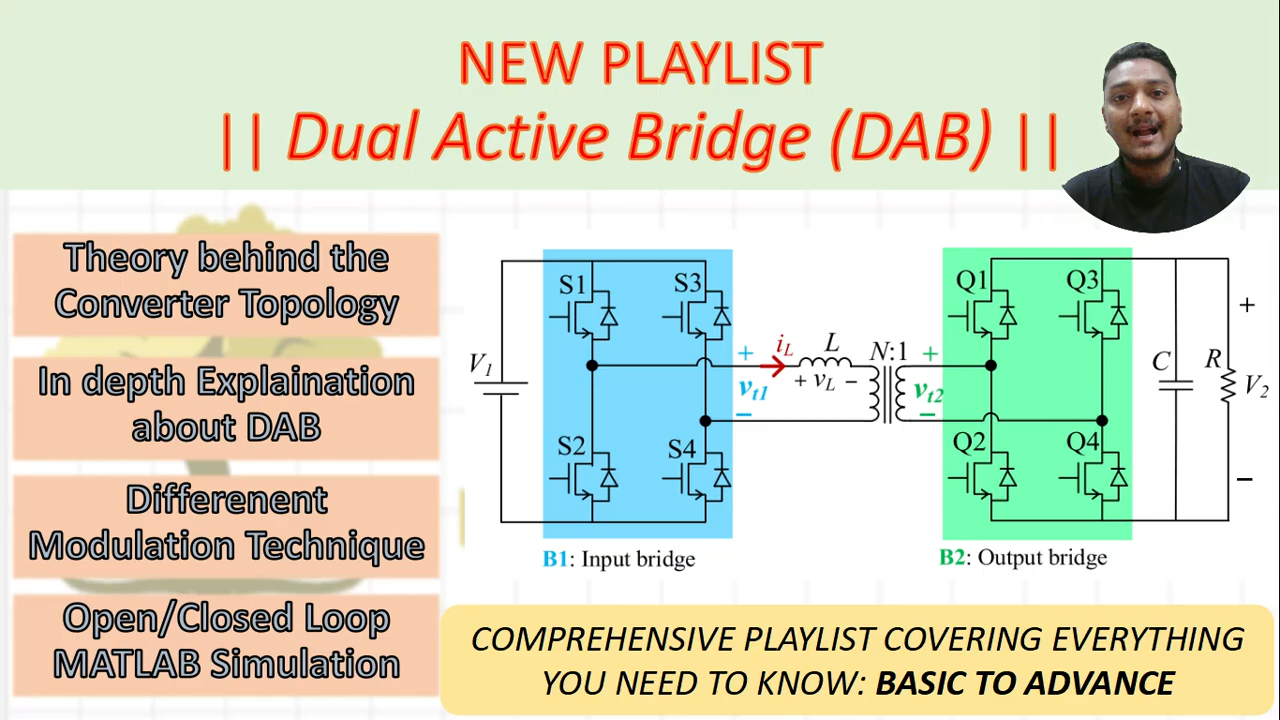 NEW PLAYLIST
|| Dual Active Bridge (DAB) ||
Theory behind the
Converter Topology
In depth Explaination
about DAB
Differenent
Modulation Technique
Open/Closed Loop
MATLAB Simulation
S1 S3 Q1 Q3
V1 + iL L N:1 + C R + V2
vt1 + vL − vt2
− −
S2 S4 Q2 Q4 −
B1: Input bridge
B2: Output bridge
COMPREHENSIVE PLAYLIST COVERING EVERYTHING
YOU NEED TO KNOW: BASIC TO ADVANCE